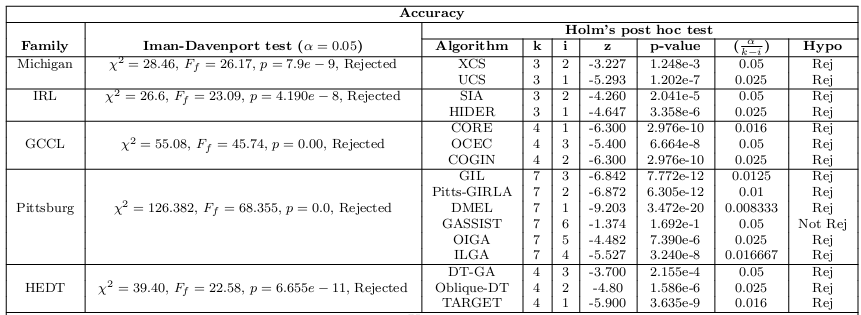 Accuracy
Holm's post hoc test
Family Iman-Davenport test (α = 0.05) Algorithm k i z p-value (α/k−i) Hypo
Michigan χ² = 28.46, F_f = 26.17, p = 7.9e − 9, Rejected XCS 3 2 -3.227 1.248e-3 0.05 Rej
UCS 3 1 -5.293 1.202e-7 0.025 Rej
IRL χ² = 26.6, F_f = 23.09, p = 4.190e − 8, Rejected SIA 3 2 -4.260 2.041e-5 0.05 Rej
HIDER 3 1 -4.647 3.358e-6 0.025 Rej
CORE 4 1 -6.300 2.976e-10 0.016 Rej
GCCL χ² = 55.08, F_f = 45.74, p = 0.00, Rejected OCEC 4 3 -5.400 6.664e-8 0.05 Rej
COGIN 4 2 -6.300 2.976e-10 0.025 Rej
GIL 7 3 -6.842 7.772e-12 0.0125 Rej
Pitts-GIRLA 7 2 -6.872 6.305e-12 0.01 Rej
Pittsburg χ² = 126.382, F_f = 68.355, p = 0.0, Rejected DMEL 7 1 -9.203 3.472e-20 0.008333 Rej
GASSIST 7 6 -1.374 1.692e-1 0.05 Not Rej
OIGA 7 5 -4.482 7.390e-6 0.025 Rej
ILGA 7 4 -5.527 3.240e-8 0.016667 Rej
DT-GA 4 3 -3.700 2.155e-4 0.05 Rej
HEDT χ² = 39.40, F_f = 22.58, p = 6.655e − 11, Rejected Oblique-DT 4 2 -4.80 1.586e-6 0.025 Rej
TARGET 4 1 -5.900 3.635e-9 0.016 Rej